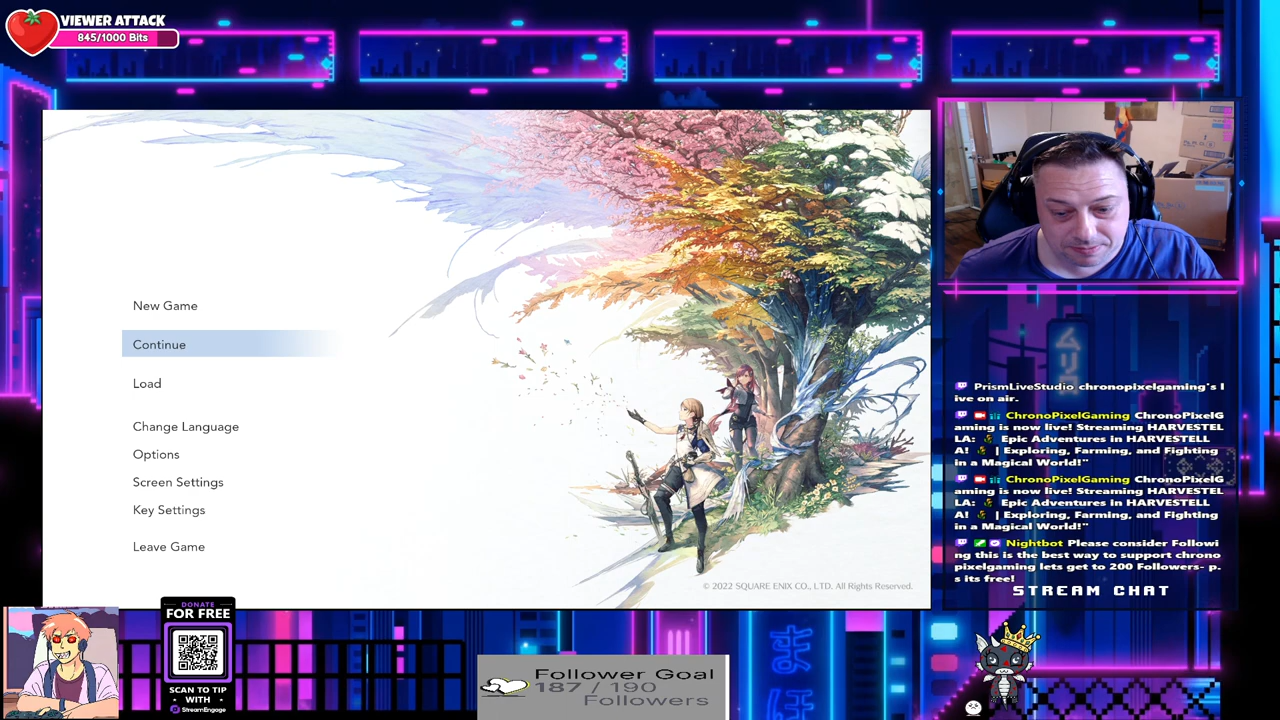 VIEWER ATTACK
845/1000 Bits
New Game
Continue
Load
Change Language
Options
Screen Settings
Key Settings
Leave Game
© 2022 SQUARE ENIX CO., LTD. All Rights Reserved.
ムリロ
PrismLiveStudio chronopixelgaming's l
ive on air.
ChronoPixelGaming ChronoPixelG
aming is now live! Streaming HARVESTEL
LA: Epic Adventures in HARVESTELL
A! | Exploring, Farming, and Fighting
in a Magical World!"
ChronoPixelGaming ChronoPixelG
aming is now live! Streaming HARVESTEL
LA: Epic Adventures in HARVESTELL
A! | Exploring, Farming, and Fighting
in a Magical World!"
Nightbot Please consider Followi
ng this is the best way to support chrono
pixelgaming lets get to 200 Followers- p.
s its free!
STREAM CHAT
DONATE
FOR FREE
SCAN TO TIP
- WITH -
StreamEngage
Follower Goal
187 / 190
Followers
まほ